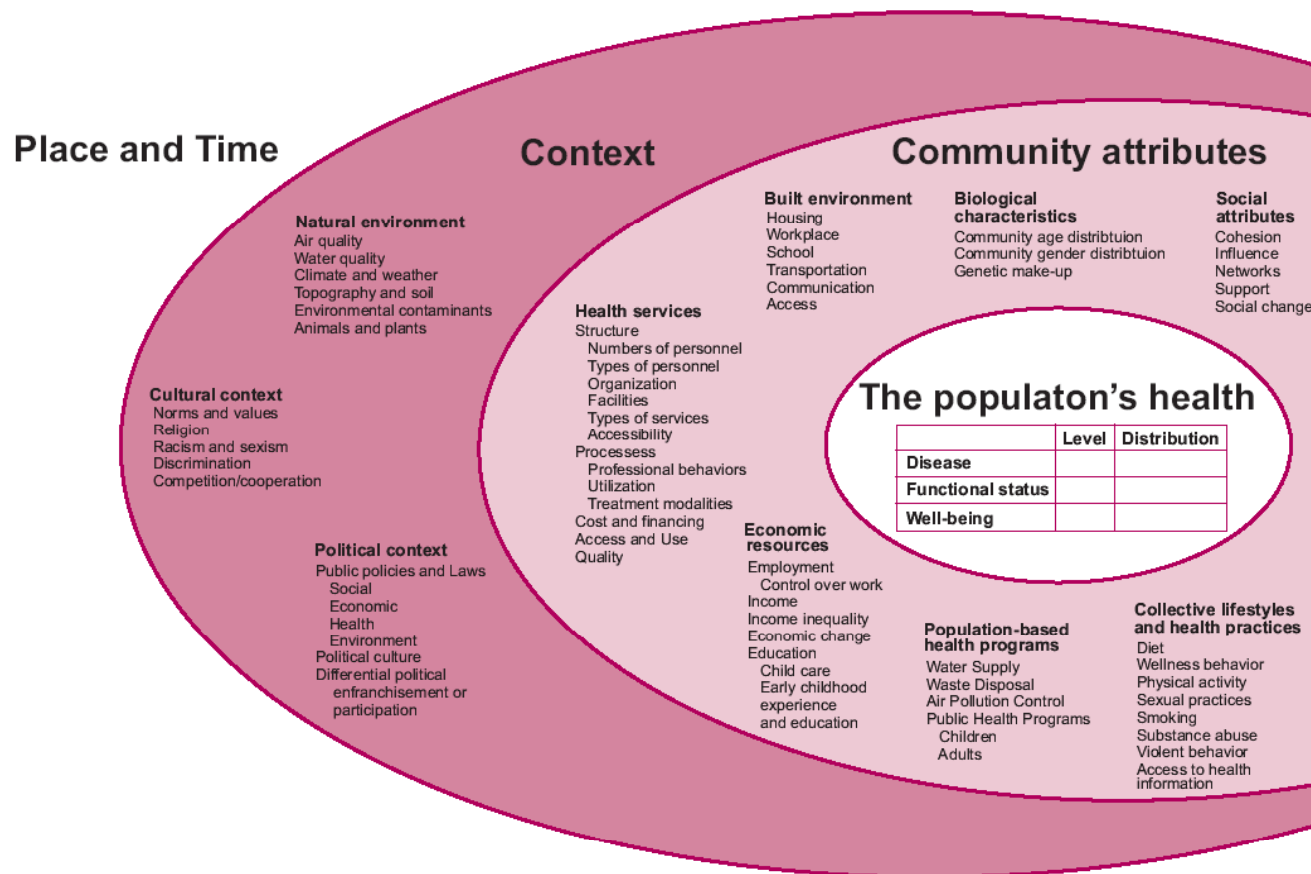 Place and Time
Context
Community attributes
Natural environment
Air quality
Water quality
Climate and weather
Topography and soil
Environmental contaminants
Animals and plants
Cultural context
Norms and values
Religion
Racism and sexism
Discrimination
Competition/cooperation
Political context
Public policies and Laws
Social
Economic
Health
Environment
Political culture
Differential political
enfranchisement or
participation
Health services
Structure
Numbers of personnel
Types of personnel
Organization
Facilities
Types of services
Accessibility
Processess
Professional behaviors
Utilization
Treatment modalities
Cost and financing
Access and Use
Quality
Built environment
Housing
Workplace
School
Transportation
Communication
Access
Biological
characteristics
Community age distribtuion
Community gender distribtuion
Genetic make-up
Social
attributes
Cohesion
Influence
Networks
Support
Social change
The populaton's health
Level Distribution
Disease
Functional status
Well-being
Economic
resources
Employment
Control over work
Income
Income inequality
Economic change
Education
Child care
Early childhood
experience
and education
Population-based
health programs
Water Supply
Waste Disposal
Air Pollution Control
Public Health Programs
Children
Adults
Collective lifestyles
and health practices
Diet
Wellness behavior
Physical activity
Sexual practices
Smoking
Substance abuse
Violent behavior
Access to health
information